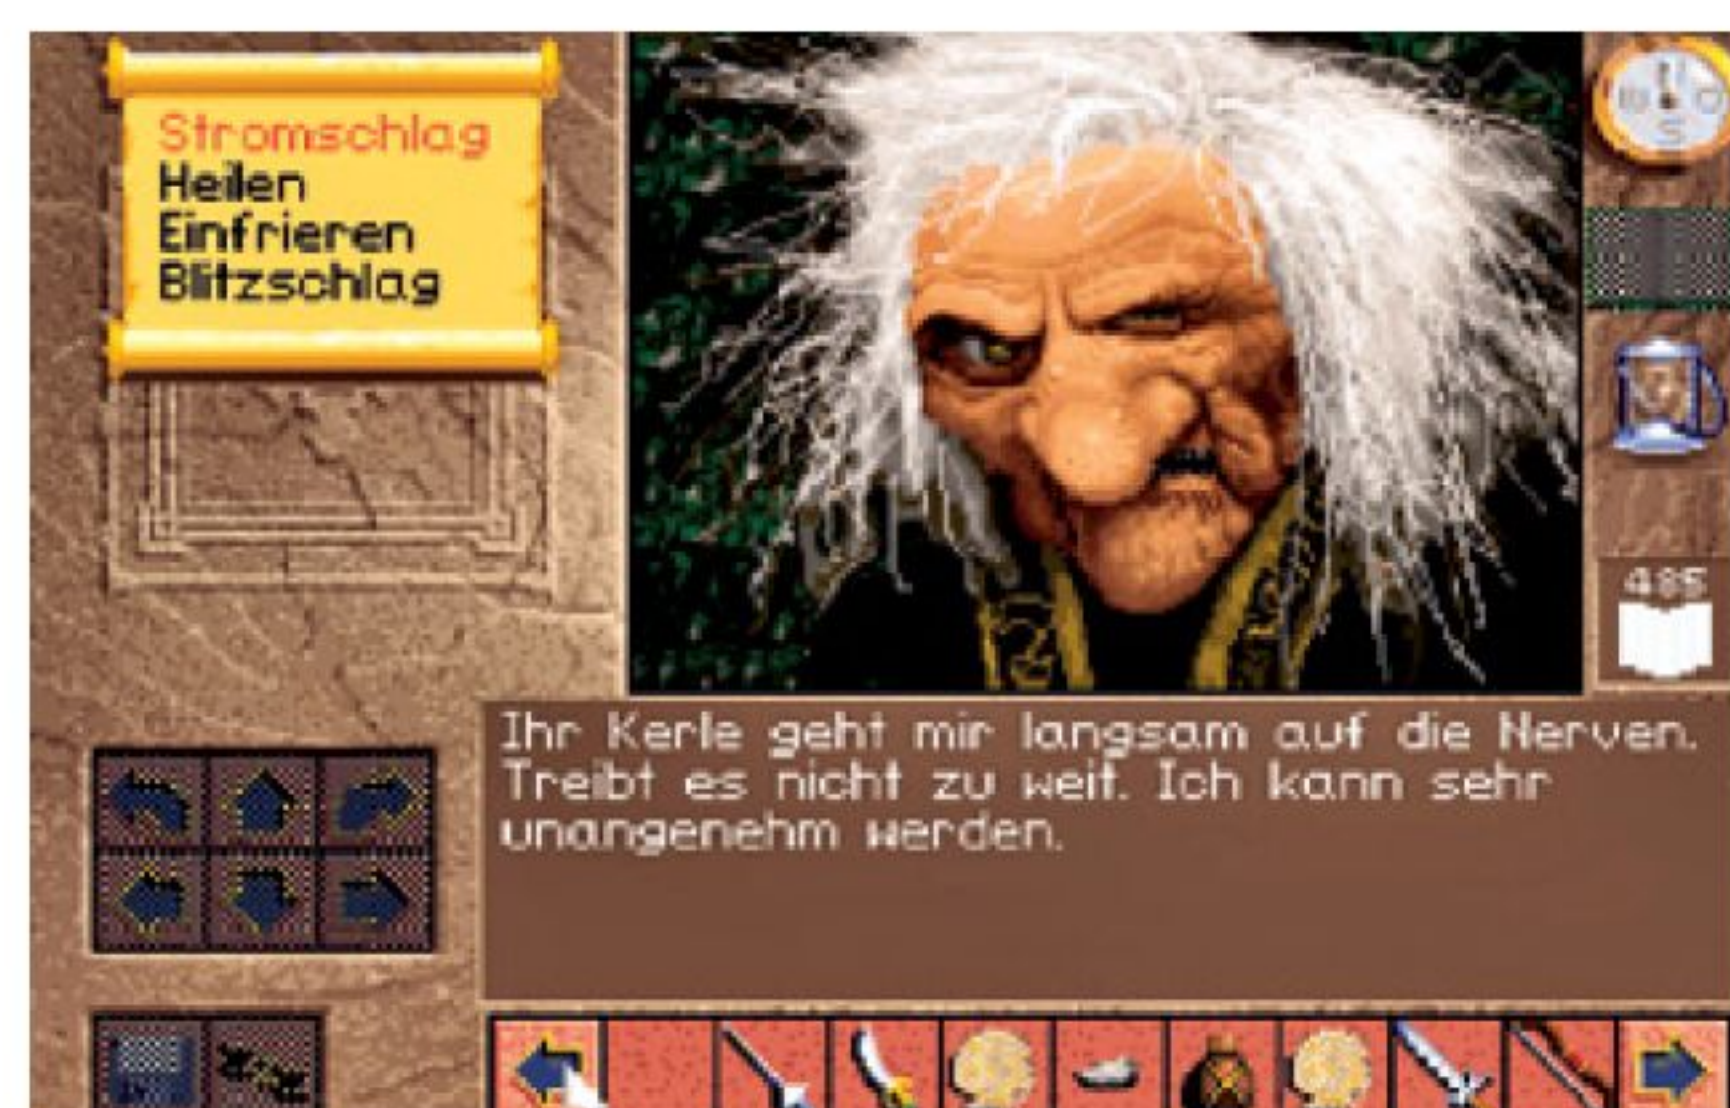 Stromschlag
Heilen
Einfrieren
Blitzschlag
485
Ihr Kerle geht mir langsam auf die Nerven.
Treibt es nicht zu weit. Ich kann sehr
unangenehm werden.